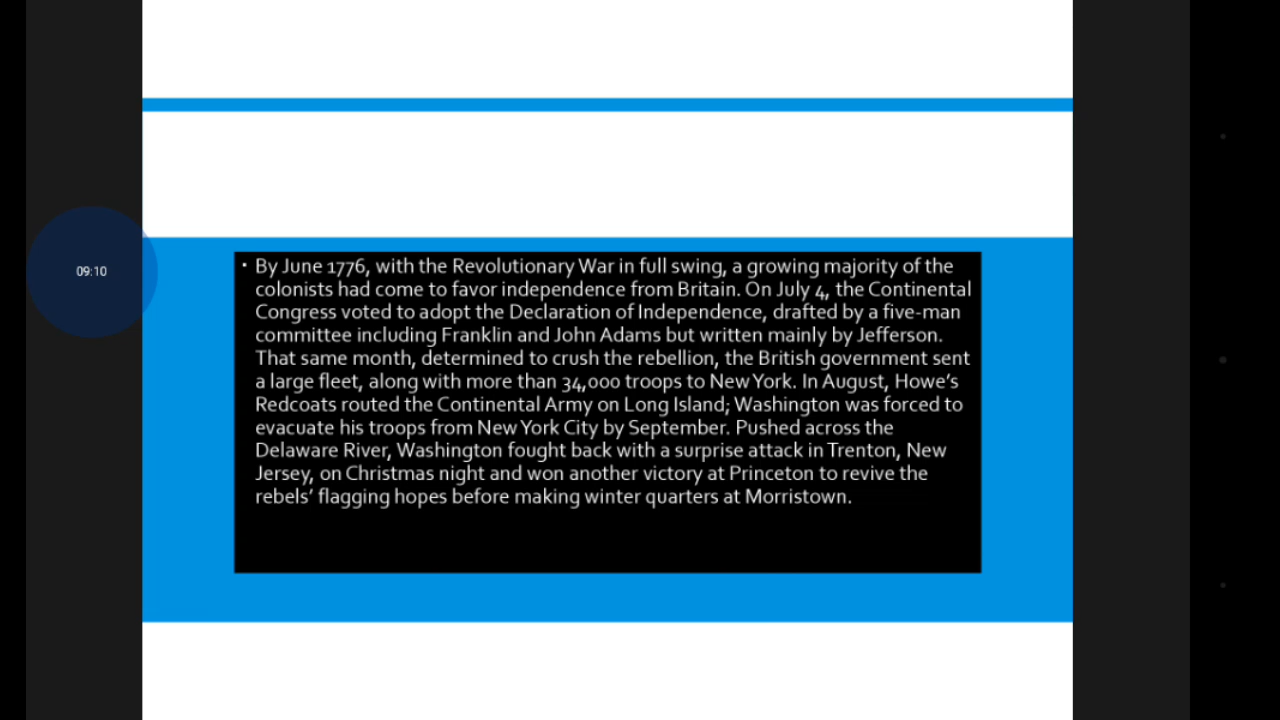 09:10
• By June 1776, with the Revolutionary War in full swing, a growing majority of the
colonists had come to favor independence from Britain. On July 4, the Continental
Congress voted to adopt the Declaration of Independence, drafted by a five-man
committee including Franklin and John Adams but written mainly by Jefferson.
That same month, determined to crush the rebellion, the British government sent
a large fleet, along with more than 34,000 troops to New York. In August, Howe’s
Redcoats routed the Continental Army on Long Island; Washington was forced to
evacuate his troops from New York City by September. Pushed across the
Delaware River, Washington fought back with a surprise attack in Trenton, New
Jersey, on Christmas night and won another victory at Princeton to revive the
rebels’ flagging hopes before making winter quarters at Morristown.